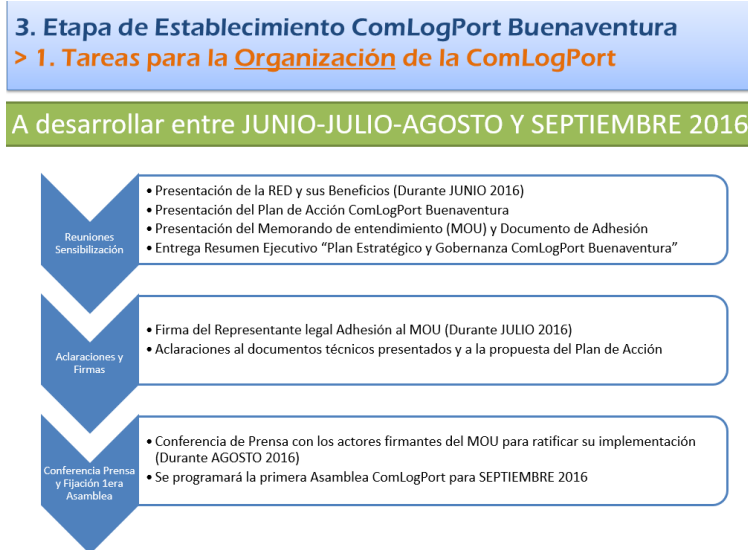 3. Etapa de Establecimiento ComLogPort Buenaventura
> 1. Tareas para la Organización de la ComLogPort
A desarrollar entre JUNIO-JULIO-AGOSTO Y SEPTIEMBRE 2016
Reuniones
Sensibilización
• Presentación de la RED y sus Beneficios (Durante JUNIO 2016)
• Presentación del Plan de Acción ComLogPort Buenaventura
• Presentación del Memorando de entendimiento (MOU) y Documento de Adhesión
• Entrega Resumen Ejecutivo “Plan Estratégico y Gobernanza ComLogPort Buenaventura”
Aclaraciones y
Firmas
• Firma del Representante legal Adhesión al MOU (Durante JULIO 2016)
• Aclaraciones al documentos técnicos presentados y a la propuesta del Plan de Acción
Conferencia Prensa
y Fijación 1era
Asamblea
• Conferencia de Prensa con los actores firmantes del MOU para ratificar su implementación
(Durante AGOSTO 2016)
• Se programará la primera Asamblea ComLogPort para SEPTIEMBRE 2016